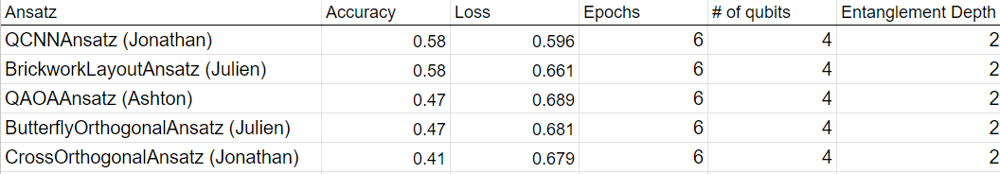 Ansatz Accuracy Loss Epochs # of qubits Entanglement Depth
QCNNAnsatz (Jonathan) 0.58 0.596 6 4 2
BrickworkLayoutAnsatz (Julien) 0.58 0.661 6 4 2
QAOAAnsatz (Ashton) 0.47 0.689 6 4 2
ButterflyOrthogonalAnsatz (Julien) 0.47 0.681 6 4 2
CrossOrthogonalAnsatz (Jonathan) 0.41 0.679 6 4 2